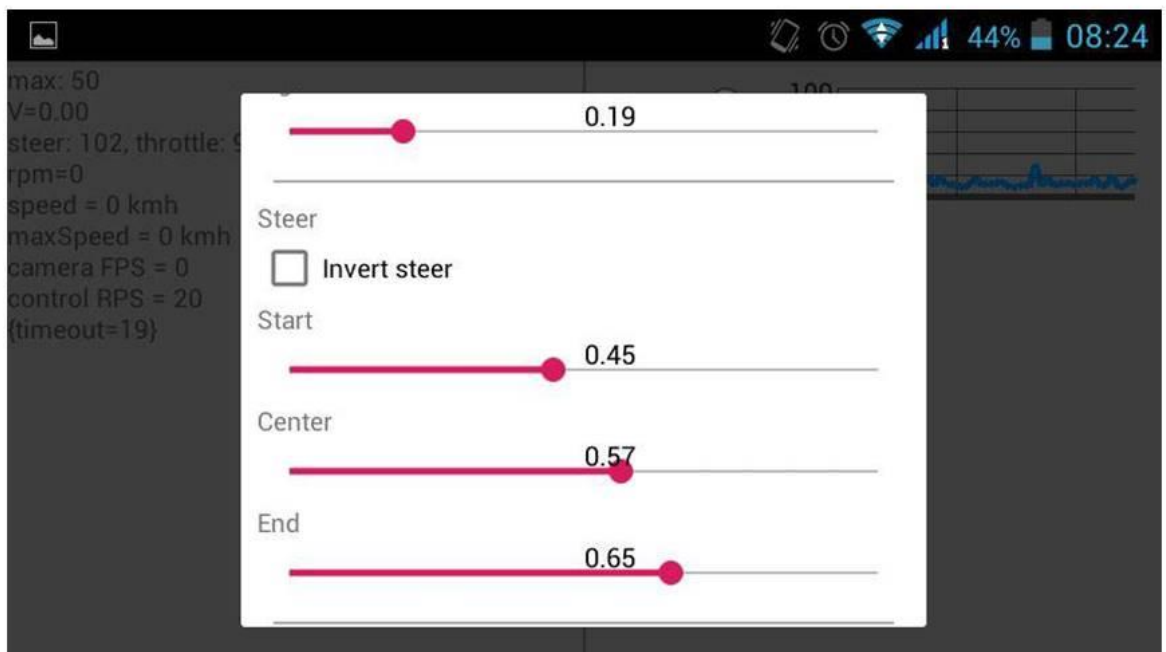 44% 08:24
max: 50
V=0.00
steer: 102, throttle: 9
rpm=0
speed = 0 kmh
maxSpeed = 0 kmh
camera FPS = 0
control RPS = 20
{timeout=19}
100
0.19
Steer
Invert steer
Start
0.45
Center
0.57
End
0.65